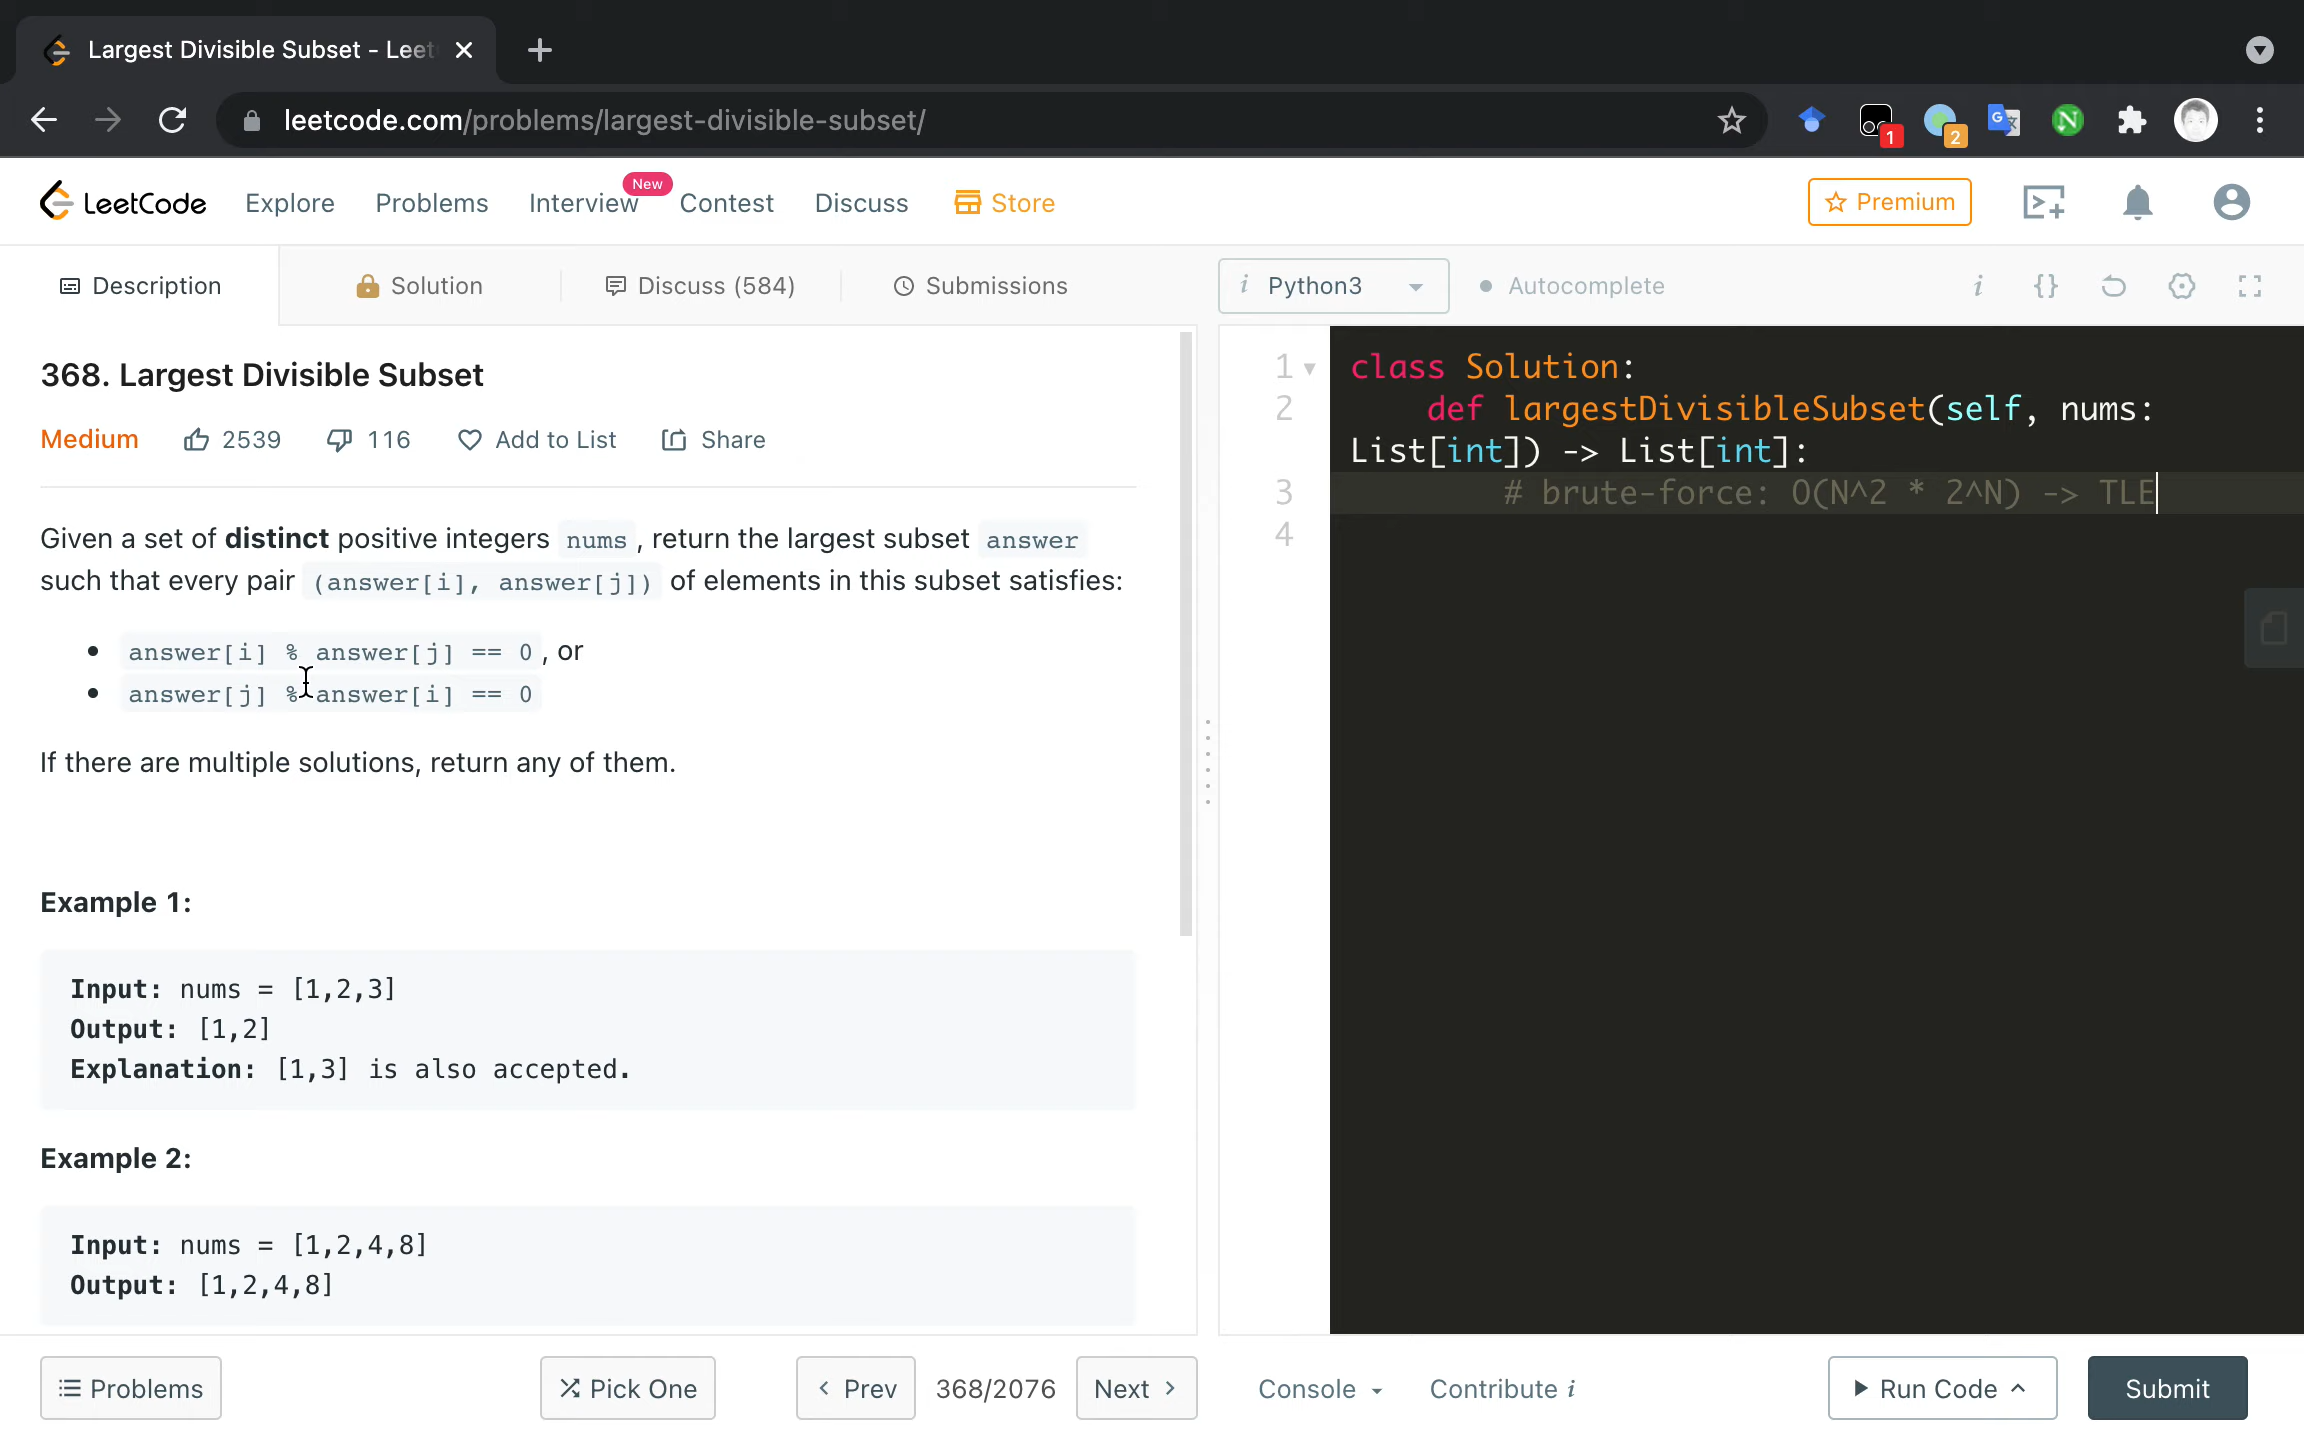 Largest Divisible Subset - Leet
leetcode.com/problems/largest-divisible-subset/
1
2
LeetCode Explore Problems Interview New Contest Discuss Store
Premium
Description Solution Discuss (584) Submissions
Python3 Autocomplete
368. Largest Divisible Subset
Medium 2539 116 Add to List Share
Given a set of distinct positive integers nums , return the largest subset answer
such that every pair (answer[i], answer[j]) of elements in this subset satisfies:
answer[i] % answer[j] == 0 , or
answer[j] % answer[i] == 0
If there are multiple solutions, return any of them.
Example 1:
Input: nums = [1,2,3]
Output: [1,2]
Explanation: [1,3] is also accepted.
Example 2:
Input: nums = [1,2,4,8]
Output: [1,2,4,8]
1 class Solution:
2 def largestDivisibleSubset(self, nums:
List[int]) -> List[int]:
3 # brute-force: O(N^2 * 2^N) -> TLE
4
Problems Pick One Prev 368/2076 Next
Console Contribute i Run Code Submit